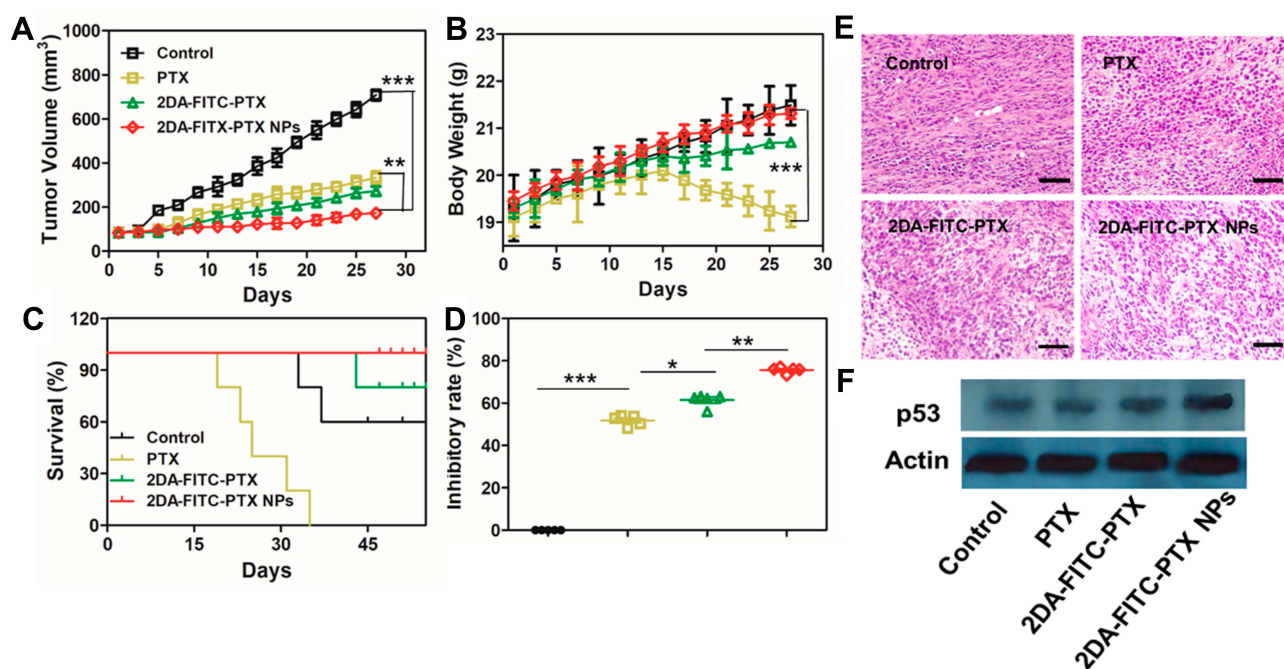 A
Tumor Volume (mm³)
1000
800
600
400
200
0
Control
PTX
2DA-FITC-PTX
2DA-FITX-PTX NPs
***
**
0 5 10 15 20 25 30
Days
B
Body Weight (g)
22
21
20
19
***
0 5 10 15 20 25 30
Days
C
Survival (%)
120
90
60
30
0
Control
PTX
2DA-FITC-PTX
2DA-FITC-PTX NPs
0 15 30 45
Days
D
Inhibitory rate (%)
100
80
60
40
20
0
***
*
**
E
Control
PTX
2DA-FITC-PTX
2DA-FITC-PTX NPs
F
p53
Actin
Control
PTX
2DA-FITC-PTX
2DA-FITC-PTX NPs